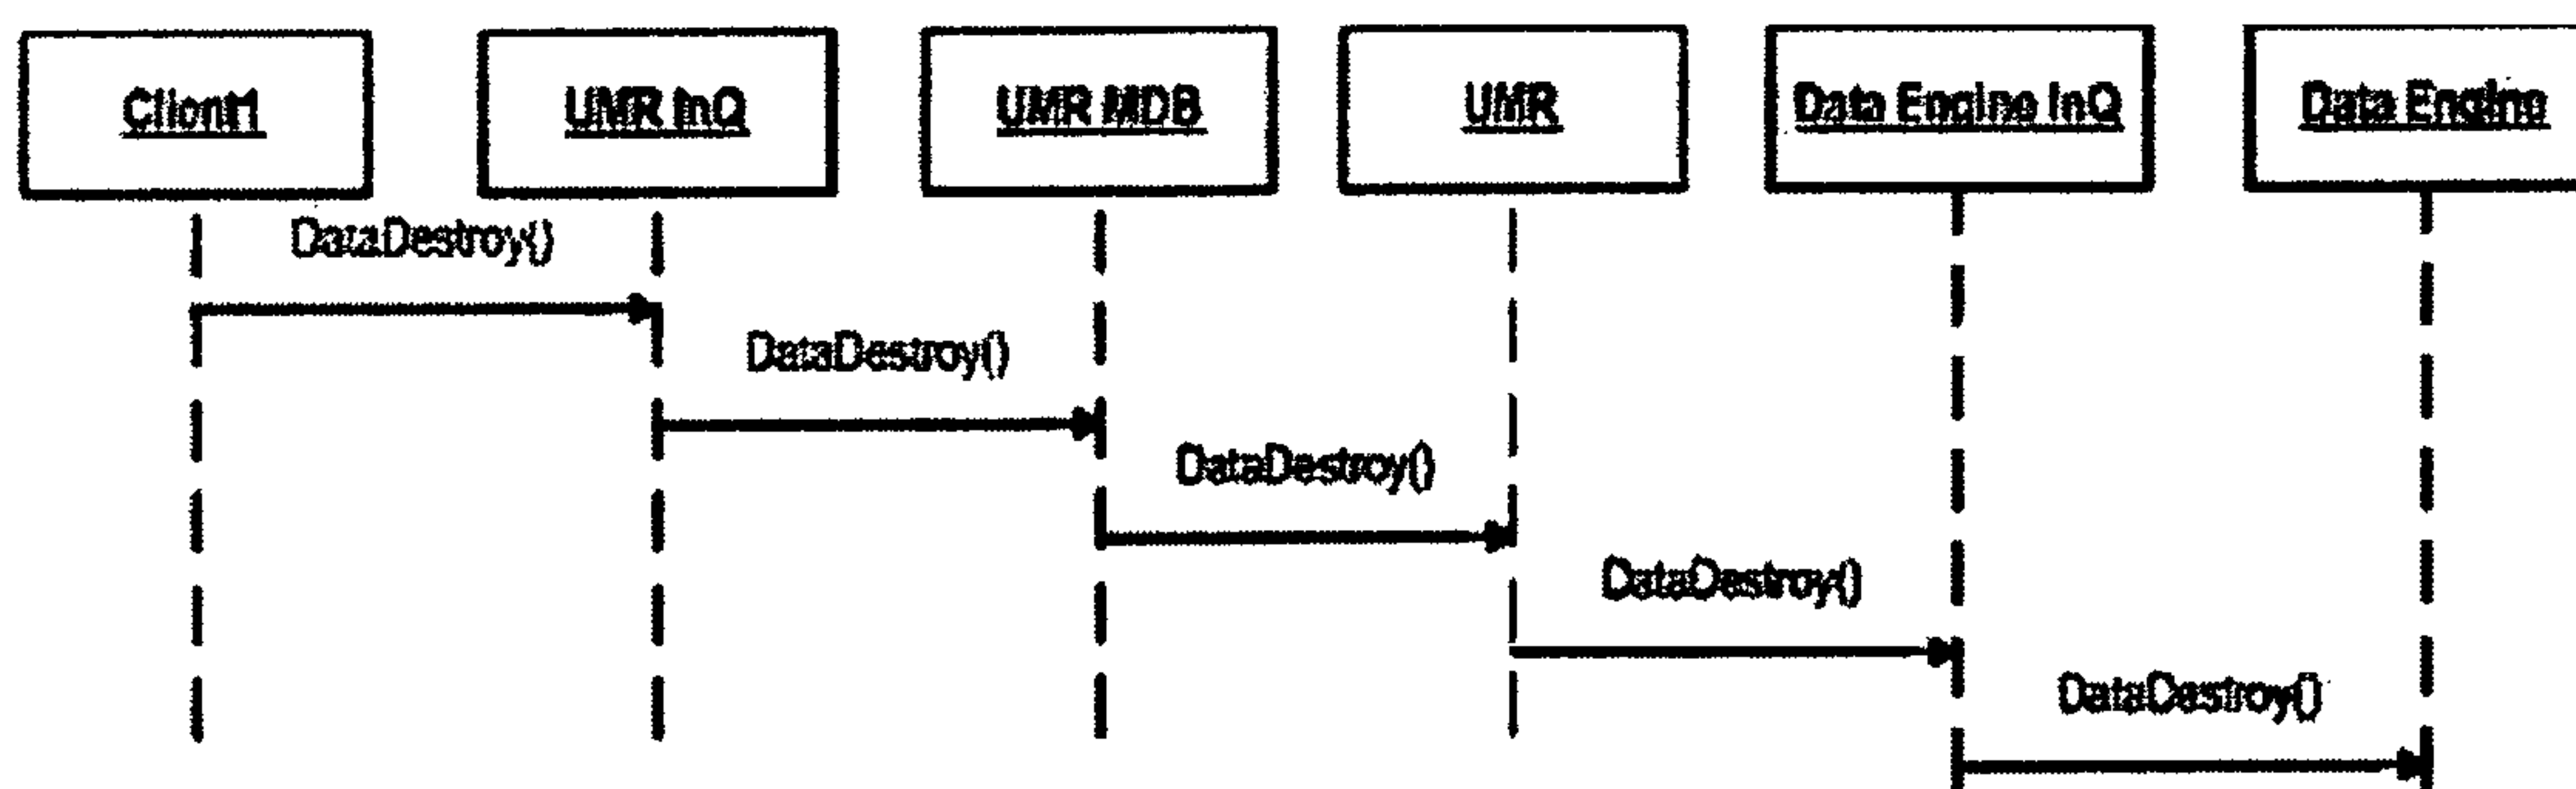 Client1
UMR InQ
UMR MDB
UMR
Data Engine InQ
Data Engine
DataDestroy()
DataDestroy()
DataDestroy()
DataDestroy()
DataDestroy()